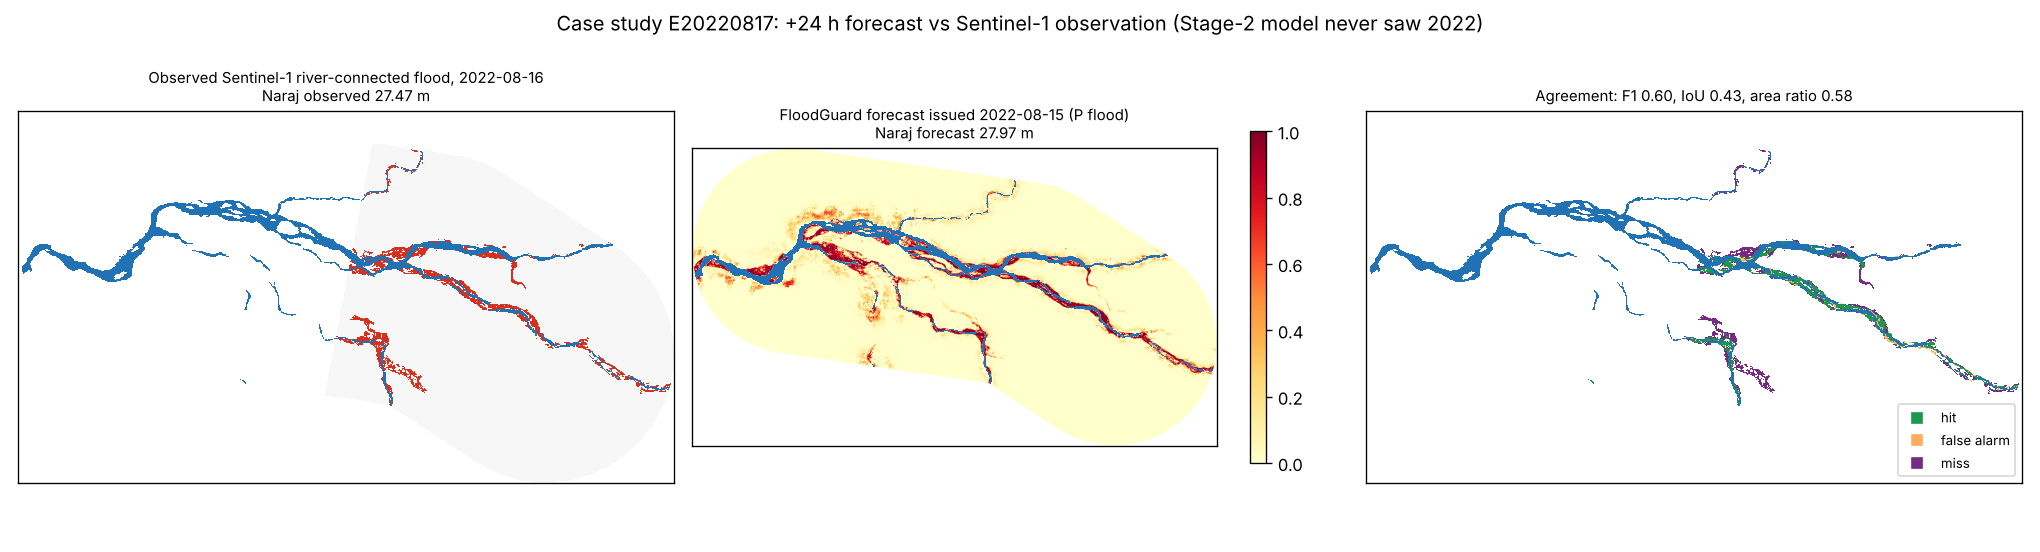 Case study E20220817: +24 h forecast vs Sentinel-1 observation (Stage-2 model never saw 2022)
Observed Sentinel-1 river-connected flood, 2022-08-16
Naraj observed 27.47 m
FloodGuard forecast issued 2022-08-15 (P flood)
Naraj forecast 27.97 m
1.0
0.8
0.6
0.4
0.2
0.0
Agreement: F1 0.60, IoU 0.43, area ratio 0.58
hit
false alarm
miss